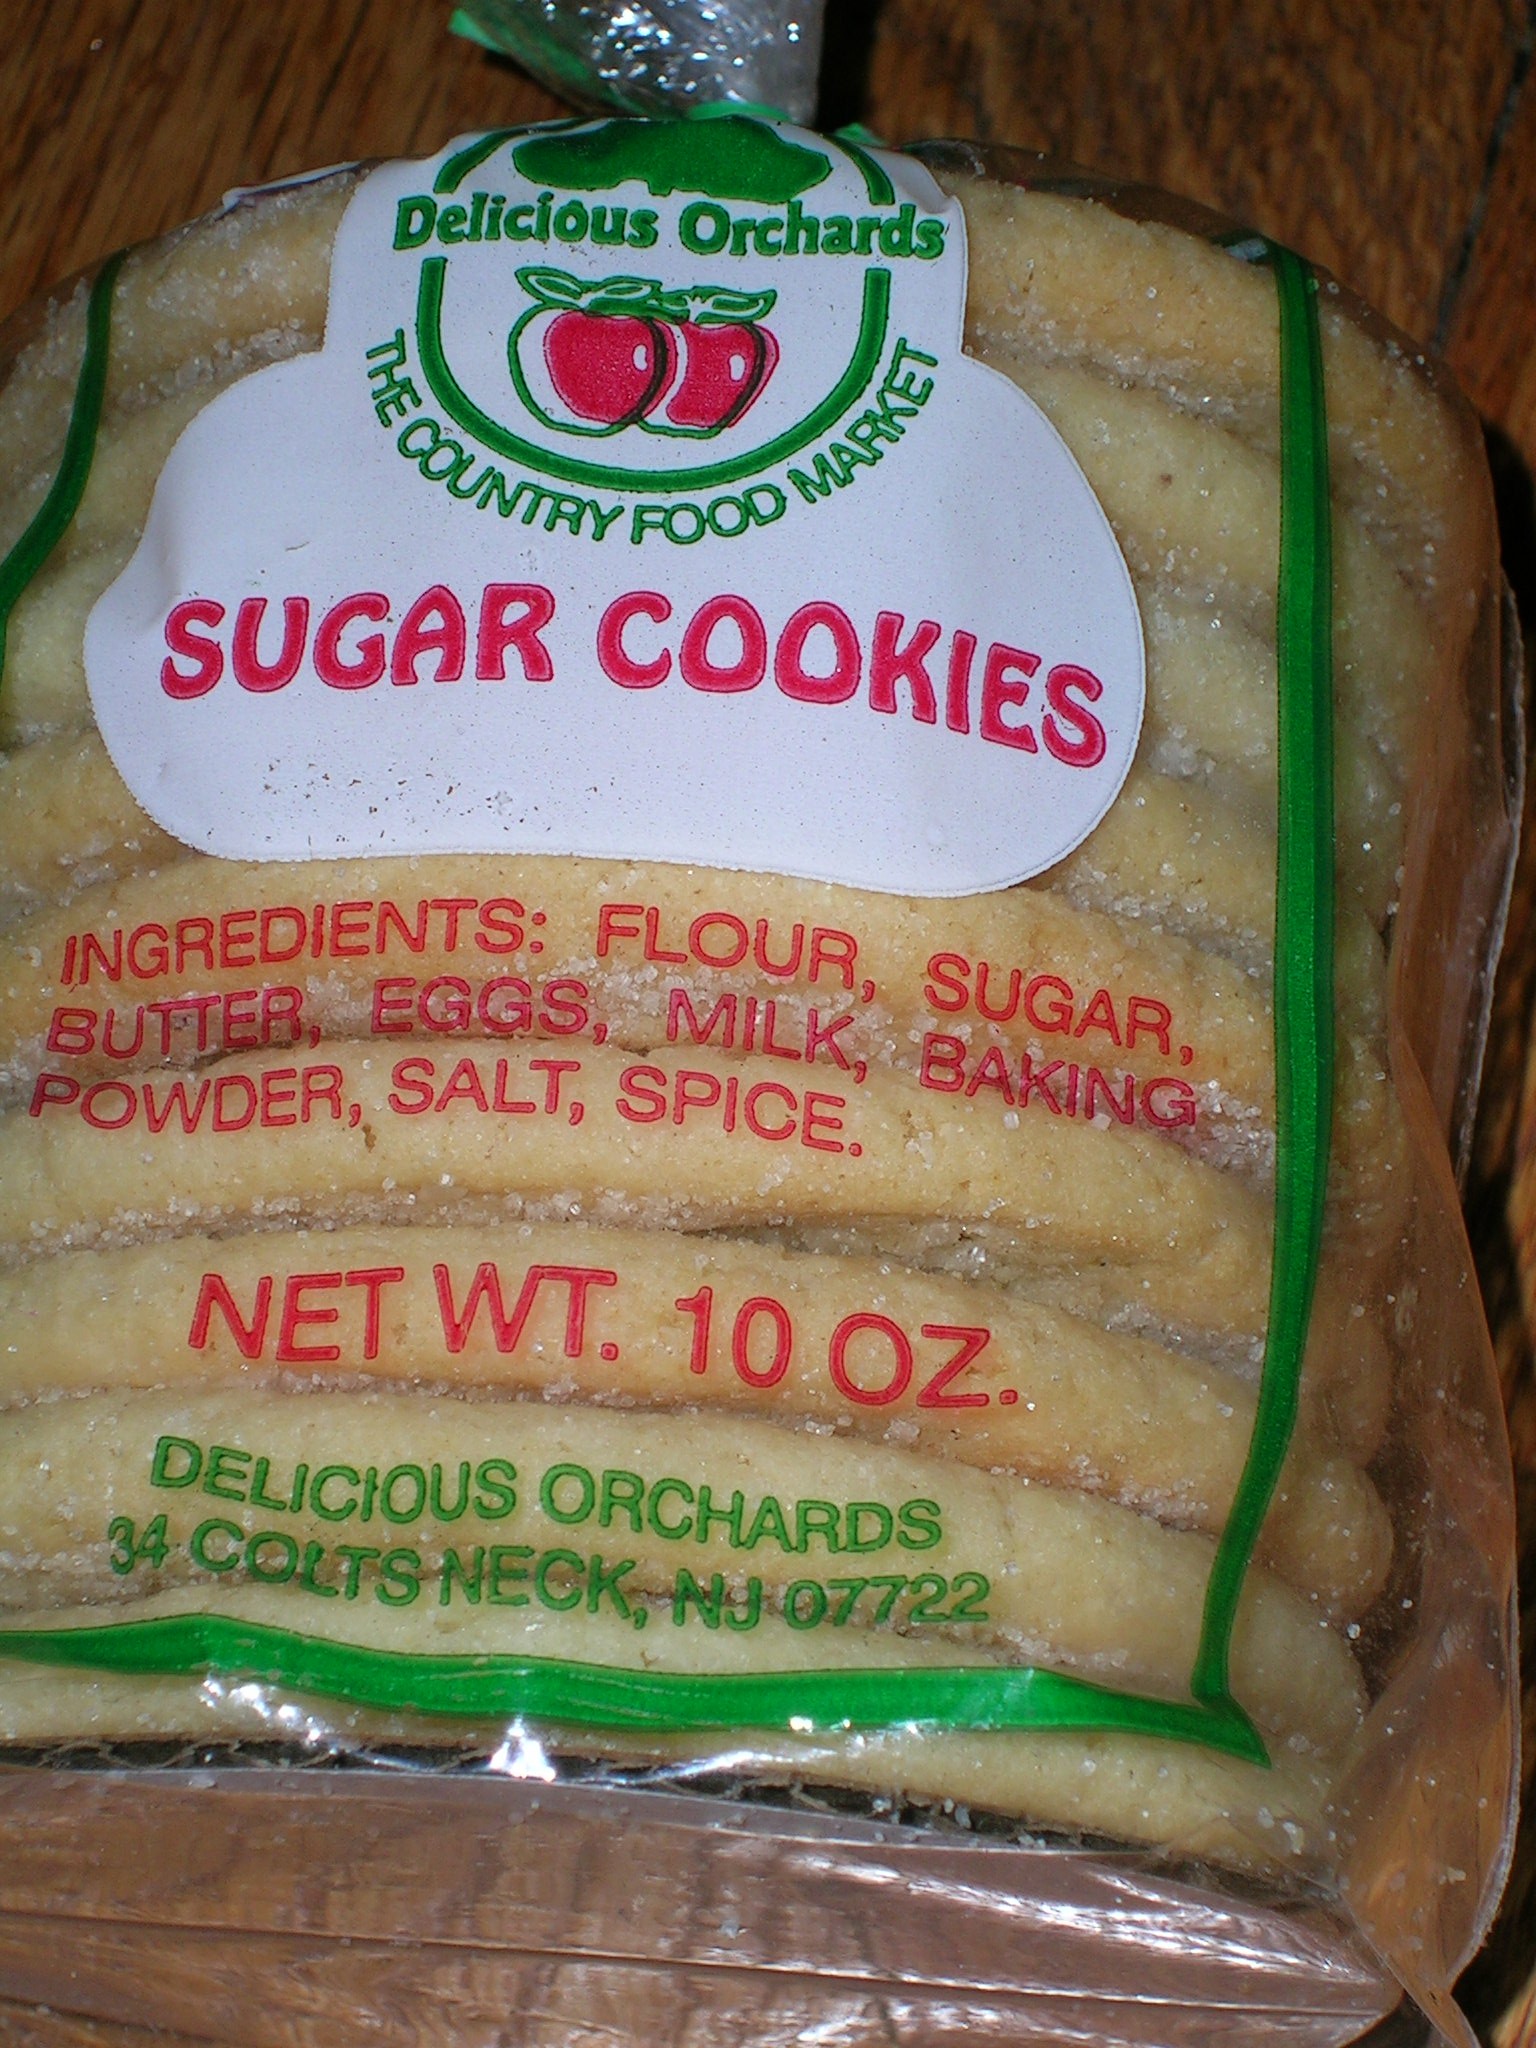 Delicious Orchards
THE COUNTRY FOOD MARKET
SUGAR COOKIES
INGREDIENTS: FLOUR, SUGAR,
BUTTER, EGGS, MILK, BAKING
POWDER, SALT, SPICE.
NET WT. 10 OZ.
DELICIOUS ORCHARDS
34 COLTS NECK, NJ 07722